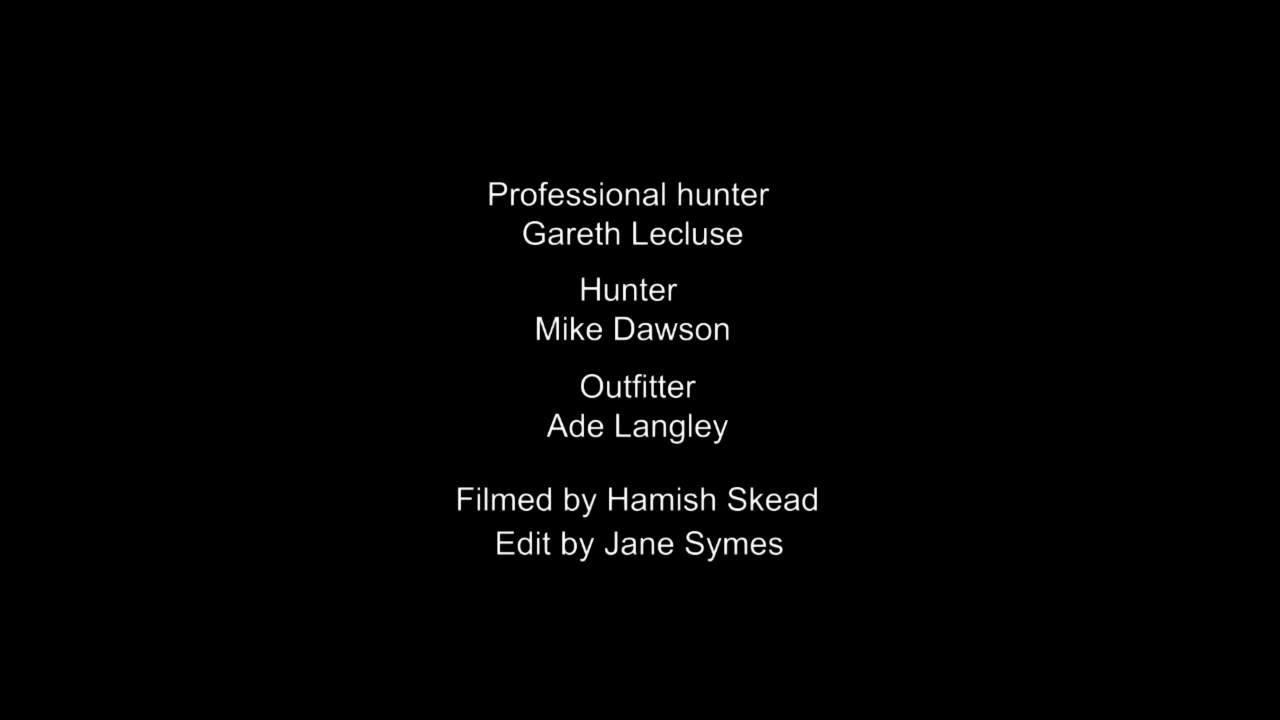 Professional hunter
Gareth Lecluse
Hunter
Mike Dawson
Outfitter
Ade Langley
Filmed by Hamish Skead
Edit by Jane Symes